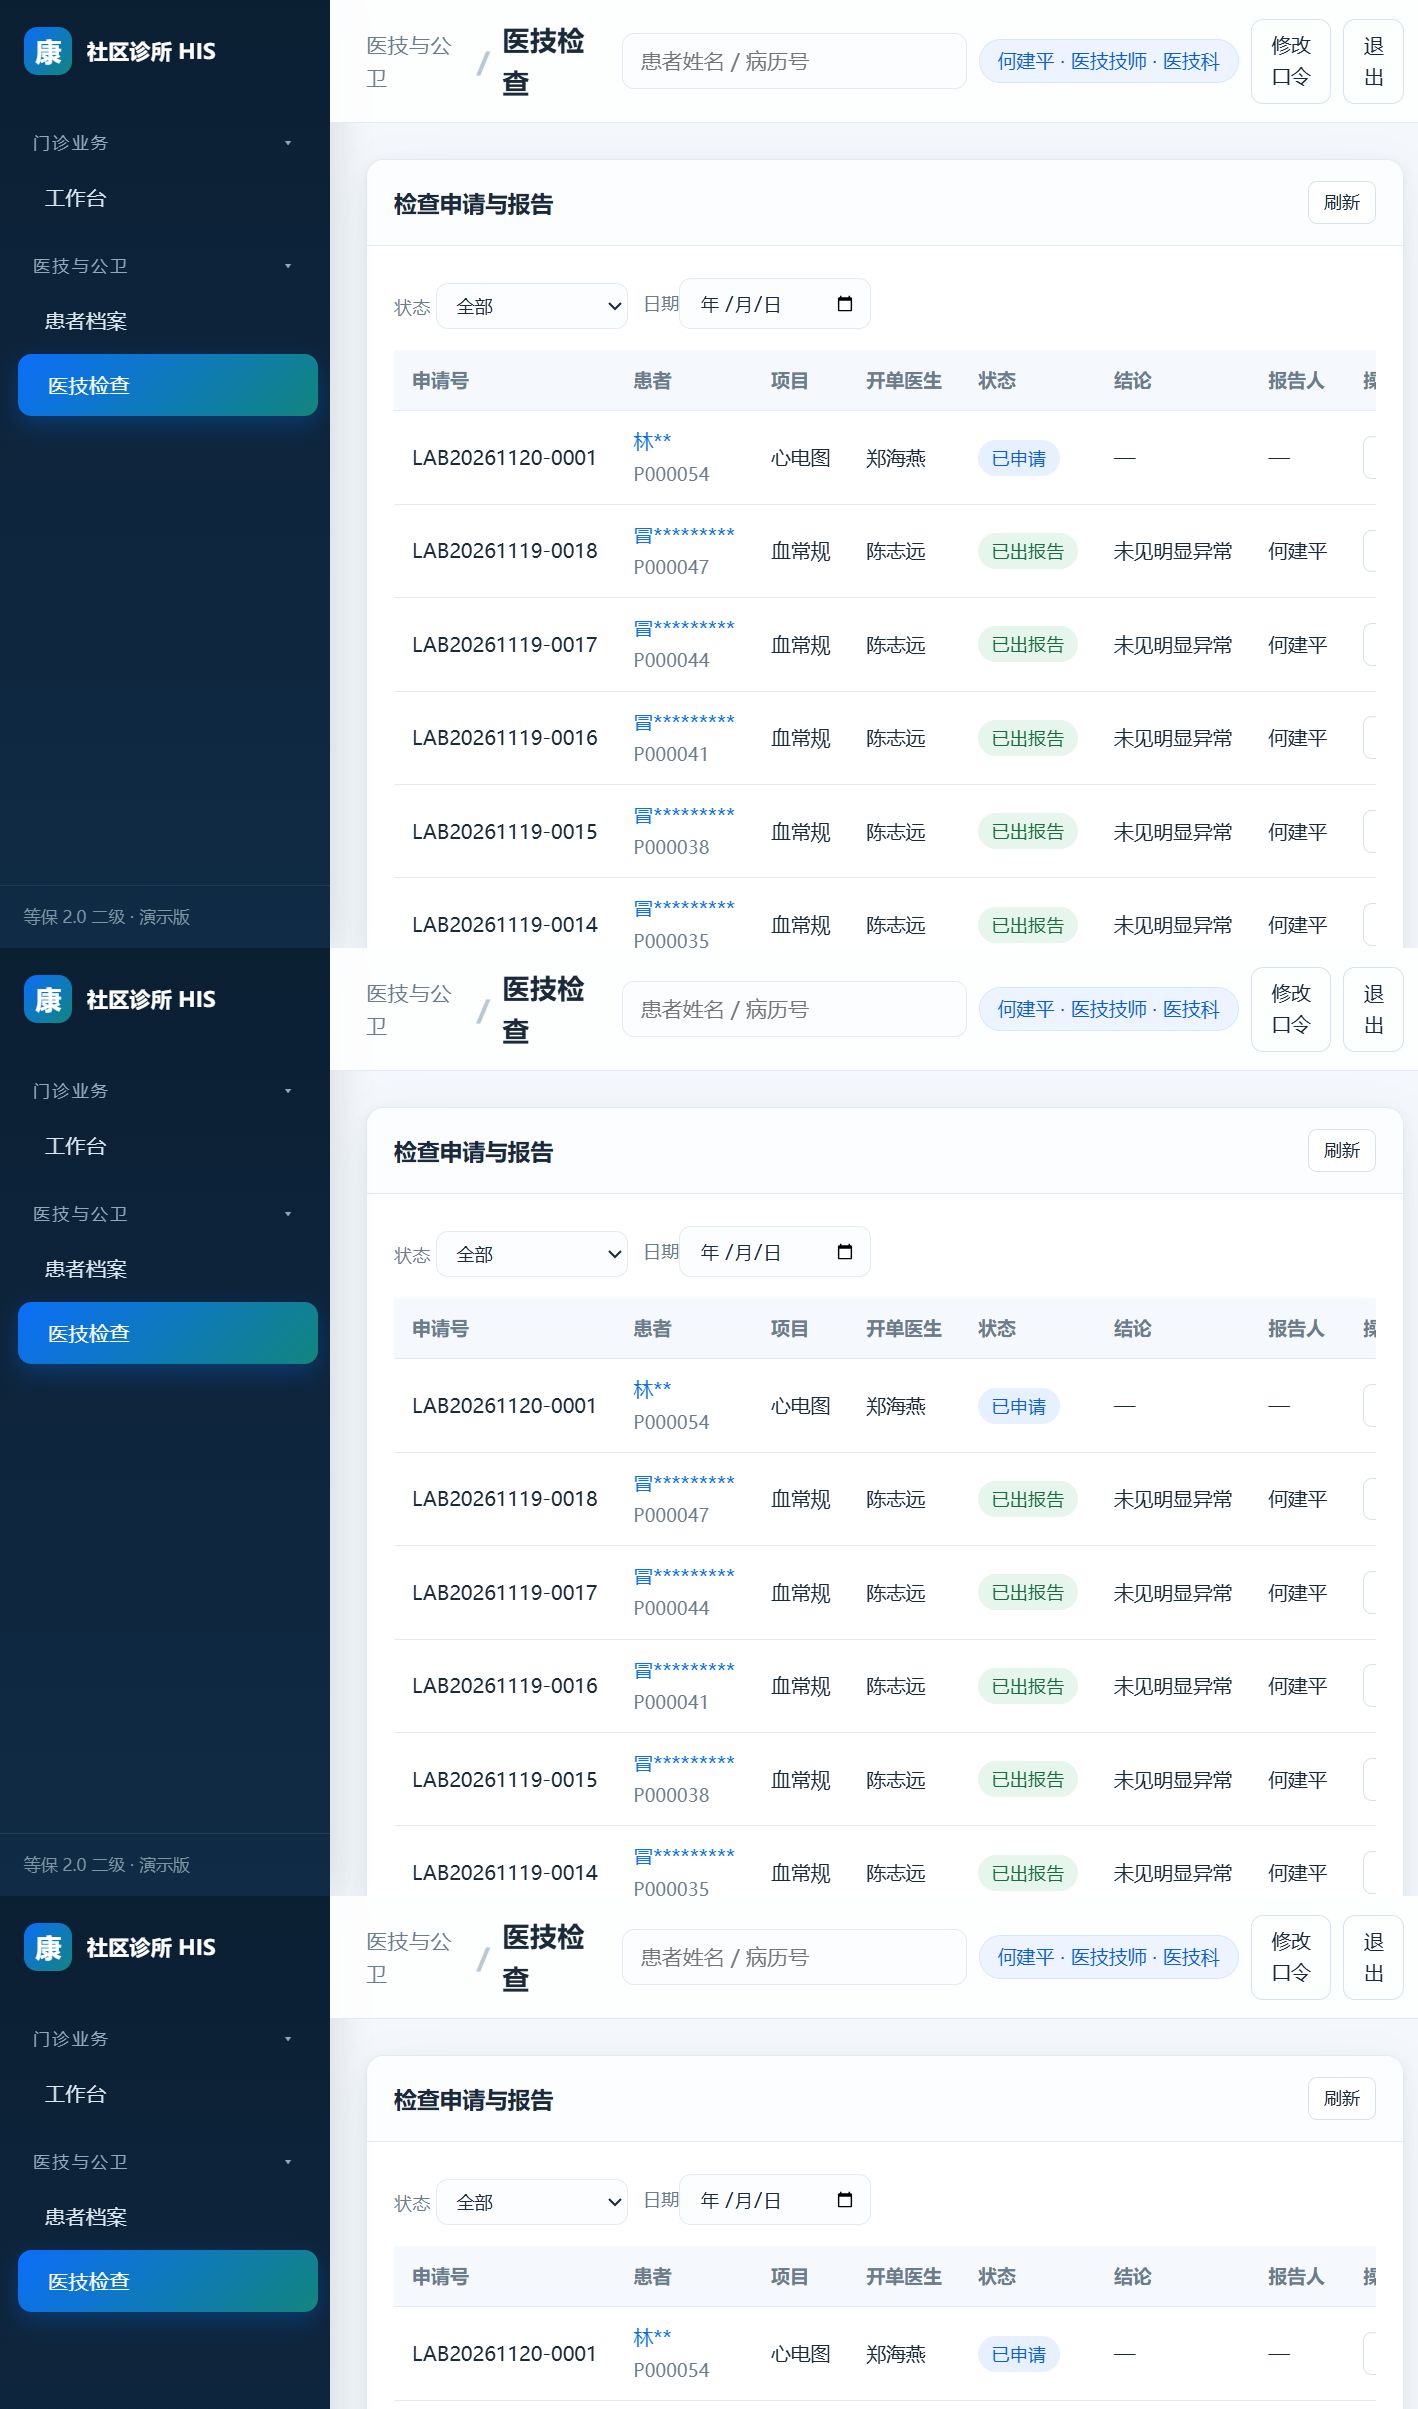 康 社区诊所 HIS
门诊业务
工作台
医技与公卫
患者档案
医技检查
等保 2.0 二级 · 演示版
医技与公卫 / 医技检查 患者姓名 / 病历号 何建平 · 医技技师 · 医技科 修改口令 退出
检查申请与报告 刷新
状态 全部 日期 年 /月/日
申请号 患者 项目 开单医生 状态 结论 报告人
LAB20261120-0001 林** P000054 心电图 郑海燕 已申请 — —
LAB20261119-0018 冒********* P000047 血常规 陈志远 已出报告 未见明显异常 何建平
LAB20261119-0017 冒********* P000044 血常规 陈志远 已出报告 未见明显异常 何建平
LAB20261119-0016 冒********* P000041 血常规 陈志远 已出报告 未见明显异常 何建平
LAB20261119-0015 冒********* P000038 血常规 陈志远 已出报告 未见明显异常 何建平
LAB20261119-0014 冒********* P000035 血常规 陈志远 已出报告 未见明显异常 何建平
康 社区诊所 HIS
门诊业务
工作台
医技与公卫
患者档案
医技检查
等保 2.0 二级 · 演示版
医技与公卫 / 医技检查 患者姓名 / 病历号 何建平 · 医技技师 · 医技科 修改口令 退出
检查申请与报告 刷新
状态 全部 日期 年 /月/日
申请号 患者 项目 开单医生 状态 结论 报告人
LAB20261120-0001 林** P000054 心电图 郑海燕 已申请 — —
LAB20261119-0018 冒********* P000047 血常规 陈志远 已出报告 未见明显异常 何建平
LAB20261119-0017 冒********* P000044 血常规 陈志远 已出报告 未见明显异常 何建平
LAB20261119-0016 冒********* P000041 血常规 陈志远 已出报告 未见明显异常 何建平
LAB20261119-0015 冒********* P000038 血常规 陈志远 已出报告 未见明显异常 何建平
LAB20261119-0014 冒********* P000035 血常规 陈志远 已出报告 未见明显异常 何建平
康 社区诊所 HIS
门诊业务
工作台
医技与公卫
患者档案
医技检查
医技与公卫 / 医技检查 患者姓名 / 病历号 何建平 · 医技技师 · 医技科 修改口令 退出
检查申请与报告 刷新
状态 全部 日期 年 /月/日
申请号 患者 项目 开单医生 状态 结论 报告人
LAB20261120-0001 林** P000054 心电图 郑海燕 已申请 — —